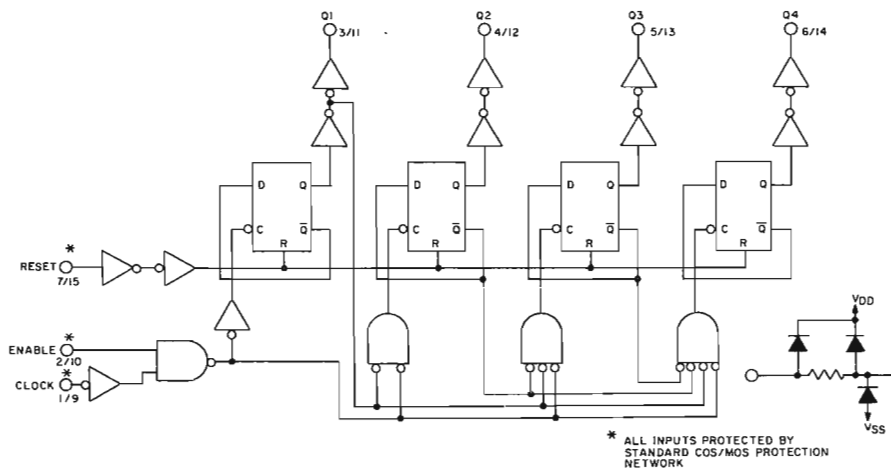 Q1
3/11
Q2
4/12
Q3
5/13
Q4
6/14
D Q
C Q̅
R
D Q
C Q̅
R
D Q
C Q̅
R
D Q
C Q̅
R
*
RESET
7/15
*
ENABLE
2/10
*
CLOCK
1/9
VDD
VSS
* ALL INPUTS PROTECTED BY
STANDARD COS/MOS PROTECTION
NETWORK